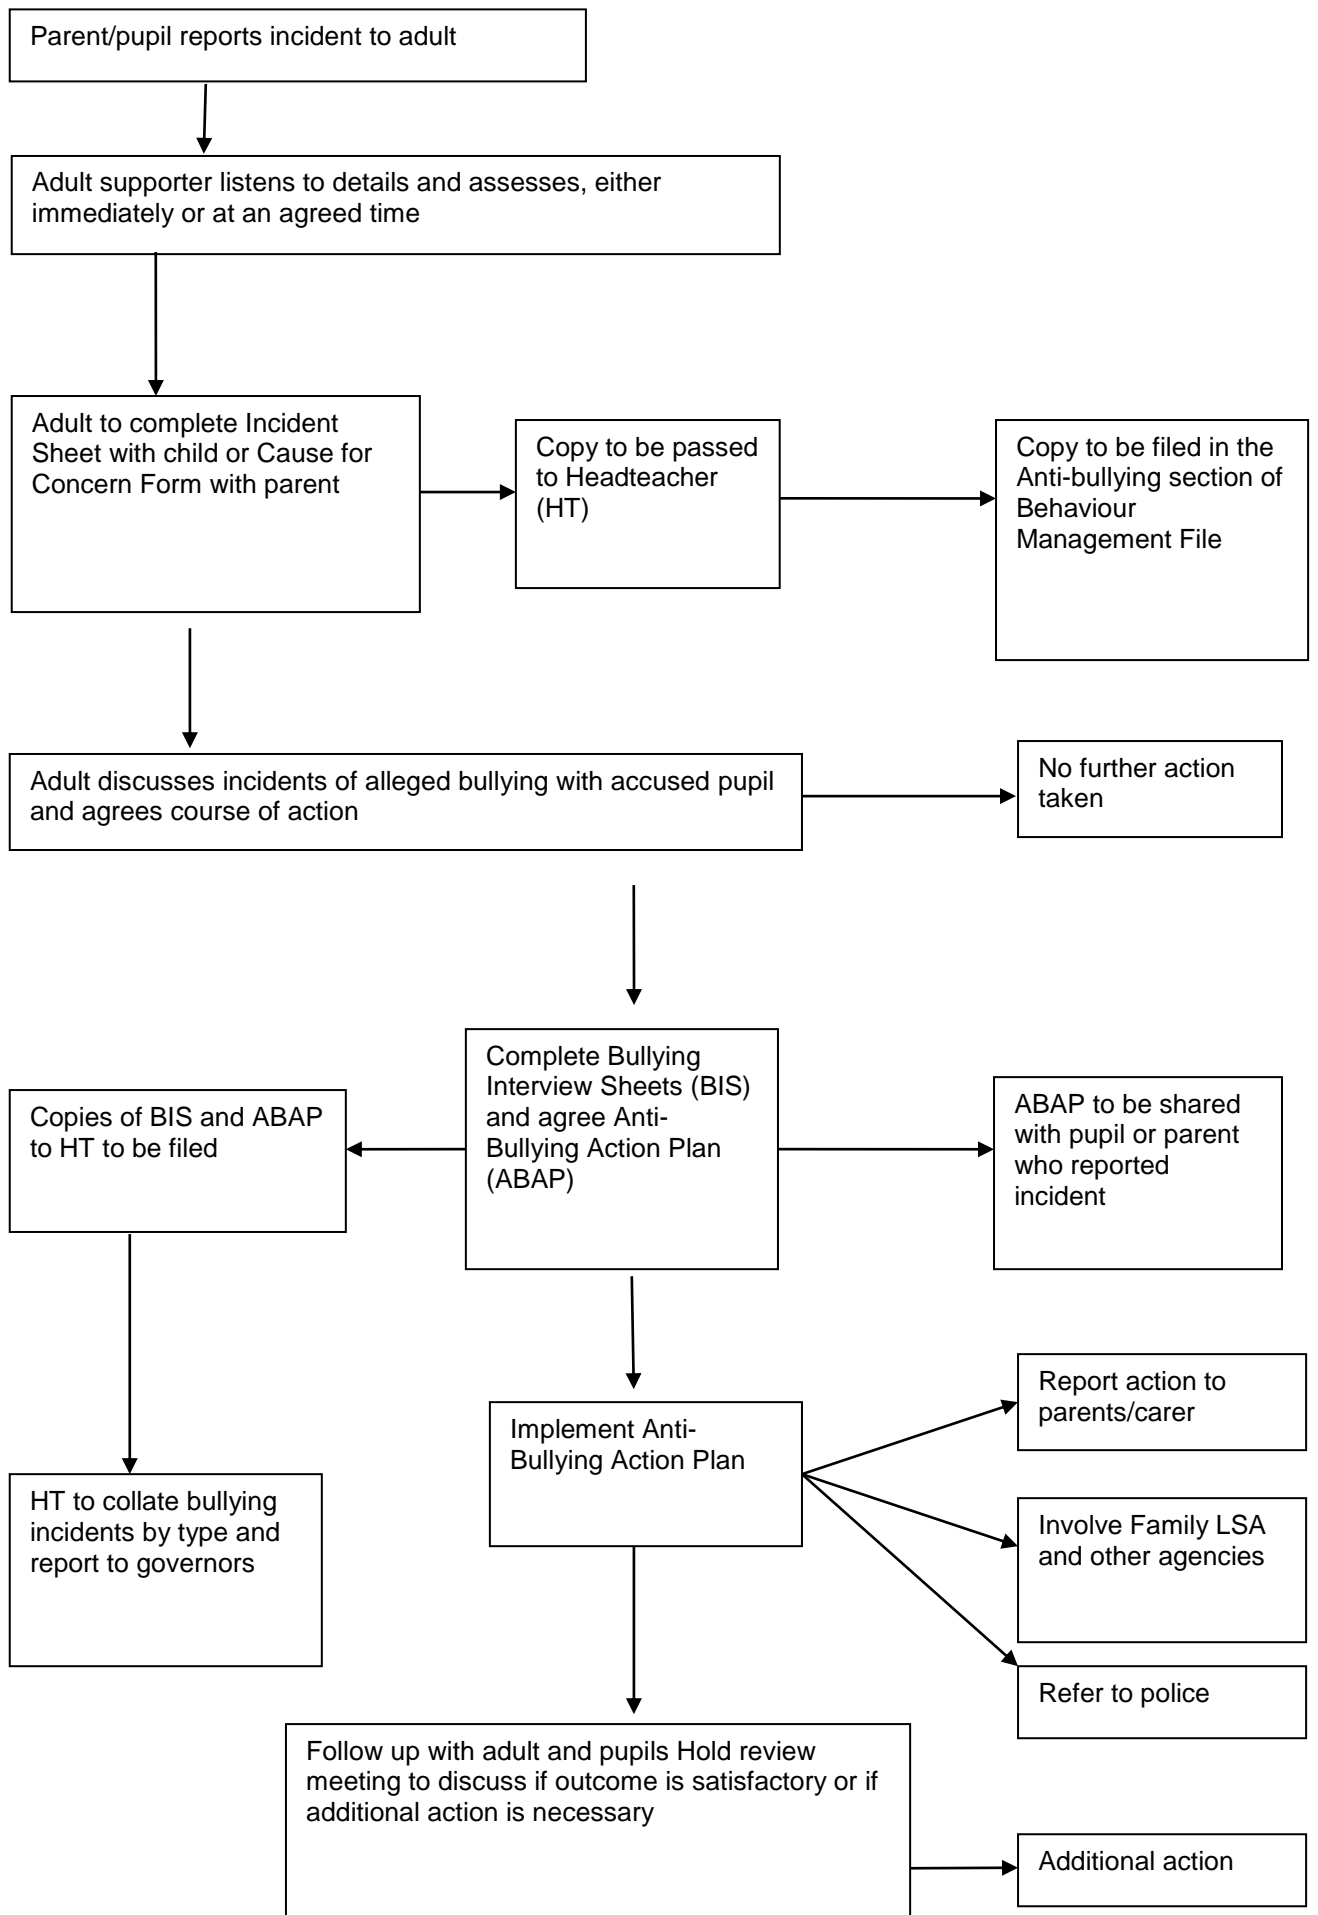 Parent/pupil reports incident to adult
Adult supporter listens to details and assesses, either
immediately or at an agreed time
Adult to complete Incident
Sheet with child or Cause for
Concern Form with parent
Copy to be passed
to Headteacher
(HT)
Copy to be filed in the
Anti-bullying section of
Behaviour
Management File
Adult discusses incidents of alleged bullying with accused pupil
and agrees course of action
No further action
taken
Complete Bullying
Interview Sheets (BIS)
and agree Anti-
Bullying Action Plan
(ABAP)
Copies of BIS and ABAP
to HT to be filed
ABAP to be shared
with pupil or parent
who reported
incident
Implement Anti-
Bullying Action Plan
Report action to
parents/carer
HT to collate bullying
incidents by type and
report to governors
Involve Family LSA
and other agencies
Refer to police
Follow up with adult and pupils Hold review
meeting to discuss if outcome is satisfactory or if
additional action is necessary
Additional action